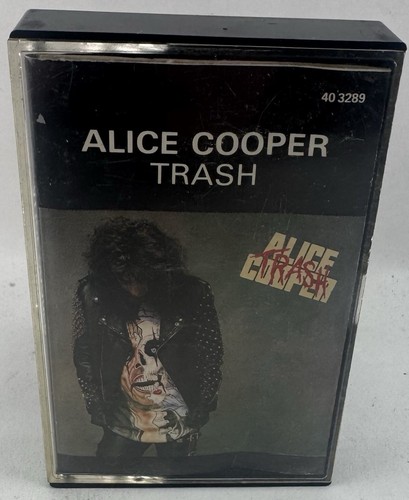 40 3289
ALICE COOPER
TRASH
ALICE
TRASH
COOPER